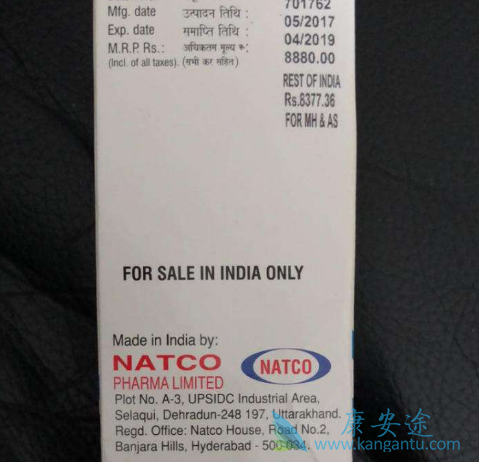 701762
Mfg. date उत्पादन तिथि : 05/2017
Exp. date समाप्ति तिथि : 04/2019
M.R.P. Rs.: अधिकतम मूल्य रू: 8880.00
(Incl. of all taxes). (सभी कर सहित)
REST OF INDIA
Rs.8377.36
FOR MH & AS
FOR SALE IN INDIA ONLY
Made in India by:
NATCO NATCO
PHARMA LIMITED
Plot No. A-3, UPSIDC Industrial Area,
Selaqui, Dehradun-248 197, Uttarakhand.
Regd. Office: Natco House, Road No.2,
Banjara Hills, Hyderabad - 500 034.
康安途
www.kangantu.com